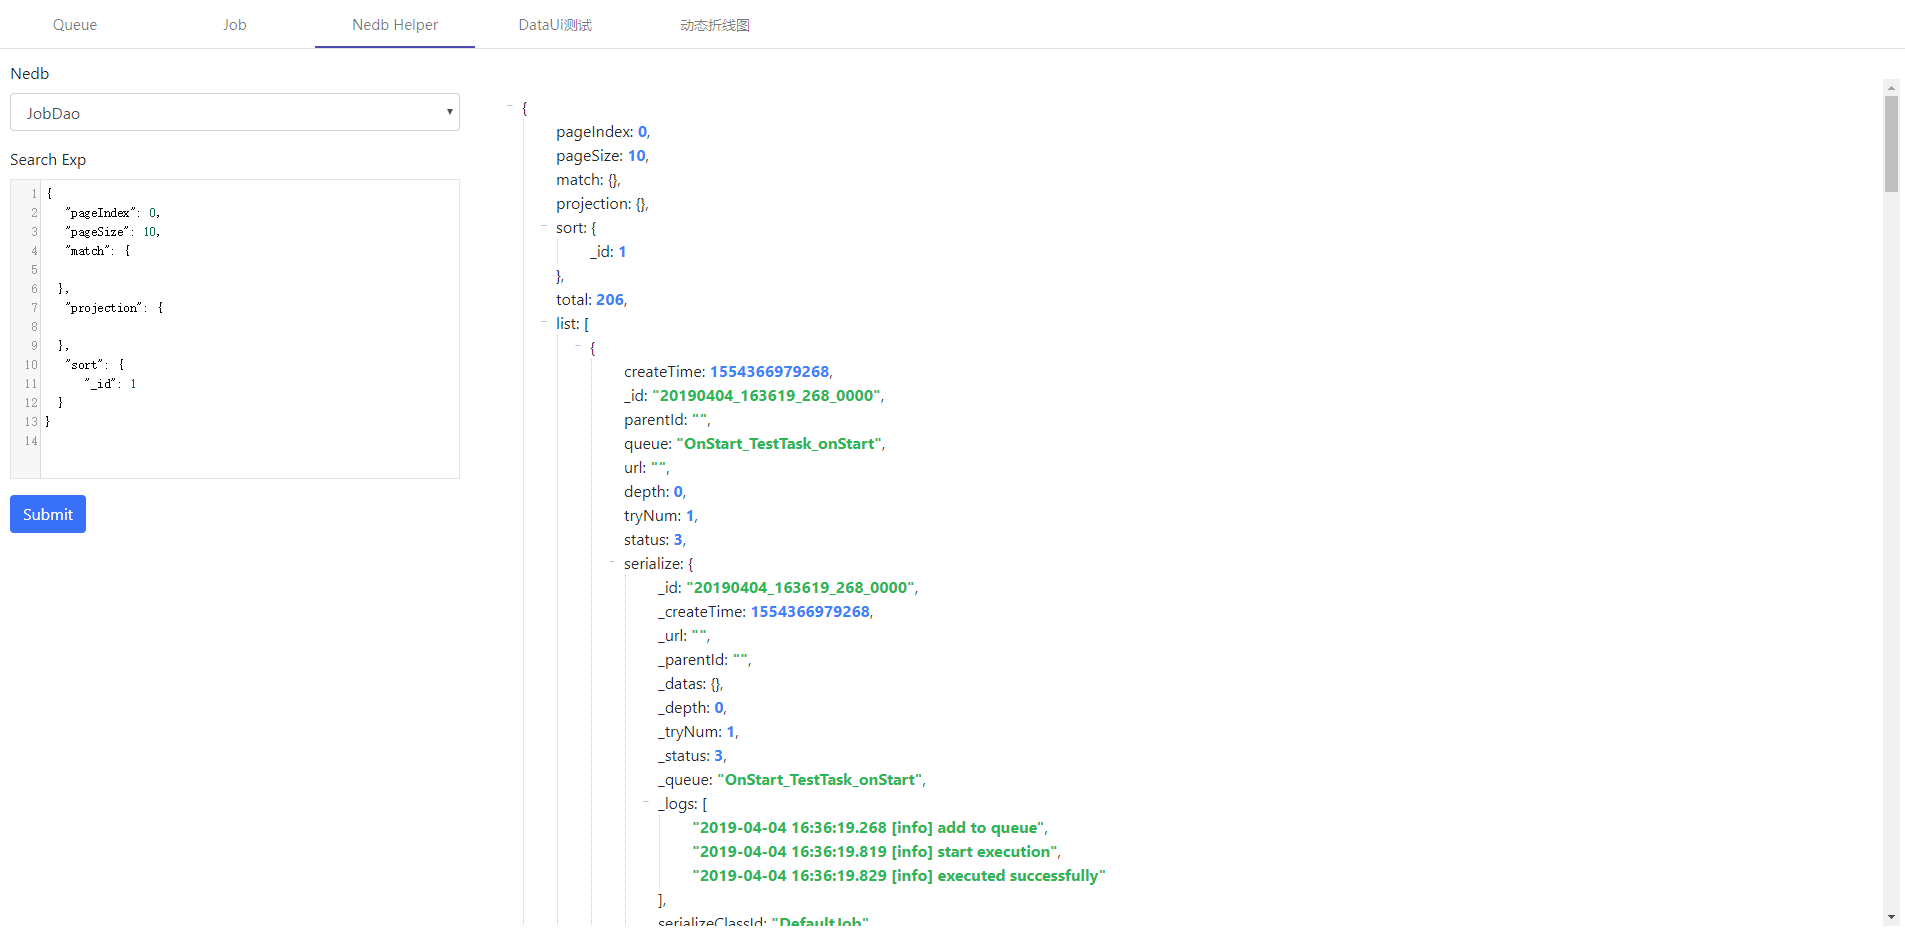 Queue Job Nedb Helper DataUi测试 动态折线图
Nedb
JobDao
Search Exp
1 {
2 "pageIndex": 0,
3 "pageSize": 10,
4 "match": {
5
6 },
7 "projection": {
8
9 },
10 "sort": {
11 "_id": 1
12 }
13 }
14
Submit
{
pageIndex: 0,
pageSize: 10,
match: {},
projection: {},
sort: {
_id: 1
},
total: 206,
list: [
{
createTime: 1554366979268,
_id: "20190404_163619_268_0000",
parentId: "",
queue: "OnStart_TestTask_onStart",
url: "",
depth: 0,
tryNum: 1,
status: 3,
serialize: {
_id: "20190404_163619_268_0000",
_createTime: 1554366979268,
_url: "",
_parentId: "",
_datas: {},
_depth: 0,
_tryNum: 1,
_status: 3,
_queue: "OnStart_TestTask_onStart",
_logs: [
"2019-04-04 16:36:19.268 [info] add to queue",
"2019-04-04 16:36:19.819 [info] start execution",
"2019-04-04 16:36:19.829 [info] executed successfully"
],
serializeClassId: "DefaultJob"